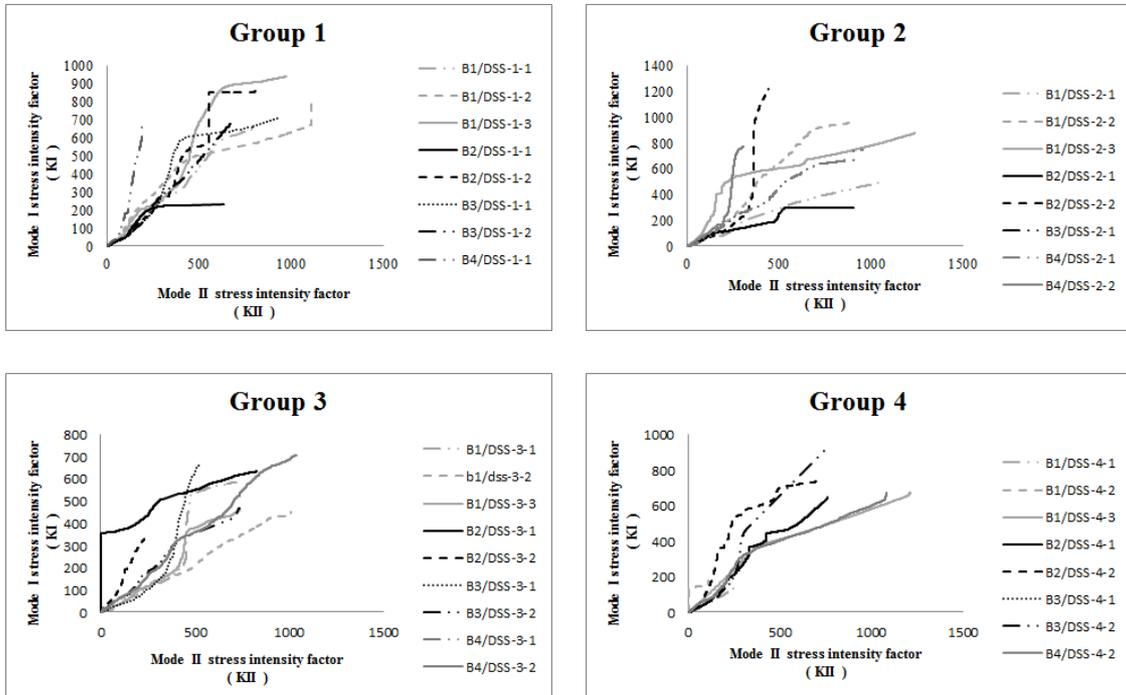 Group 1
Mode I stress intensity factor
( KI )
1000
900
800
700
600
500
400
300
200
100
0
0 500 1000 1500
Mode II stress intensity factor
( KII )
B1/DSS-1-1
B1/DSS-1-2
B1/DSS-1-3
B2/DSS-1-1
B2/DSS-1-2
B3/DSS-1-1
B3/DSS-1-2
B4/DSS-1-1
Group 2
Mode I stress intensity factor
( KI )
1400
1200
1000
800
600
400
200
0
0 500 1000 1500
Mode II stress intensity factor
( KII )
B1/DSS-2-1
B1/DSS-2-2
B1/DSS-2-3
B2/DSS-2-1
B2/DSS-2-2
B3/DSS-2-1
B4/DSS-2-1
B4/DSS-2-2
Group 3
Mode I stress intensity factor
( KI )
800
700
600
500
400
300
200
100
0
0 500 1000 1500
Mode II stress intensity factor
( KII )
B1/DSS-3-1
b1/dss-3-2
B1/DSS-3-3
B2/DSS-3-1
B2/DSS-3-2
B3/DSS-3-1
B3/DSS-3-2
B4/DSS-3-1
B4/DSS-3-2
Group 4
Mode I stress intensity factor
( KI )
1000
800
600
400
200
0
0 500 1000 1500
Mode II stress intensity factor
( KII )
B1/DSS-4-1
B1/DSS-4-2
B1/DSS-4-3
B2/DSS-4-1
B2/DSS-4-2
B3/DSS-4-1
B3/DSS-4-2
B4/DSS-4-2